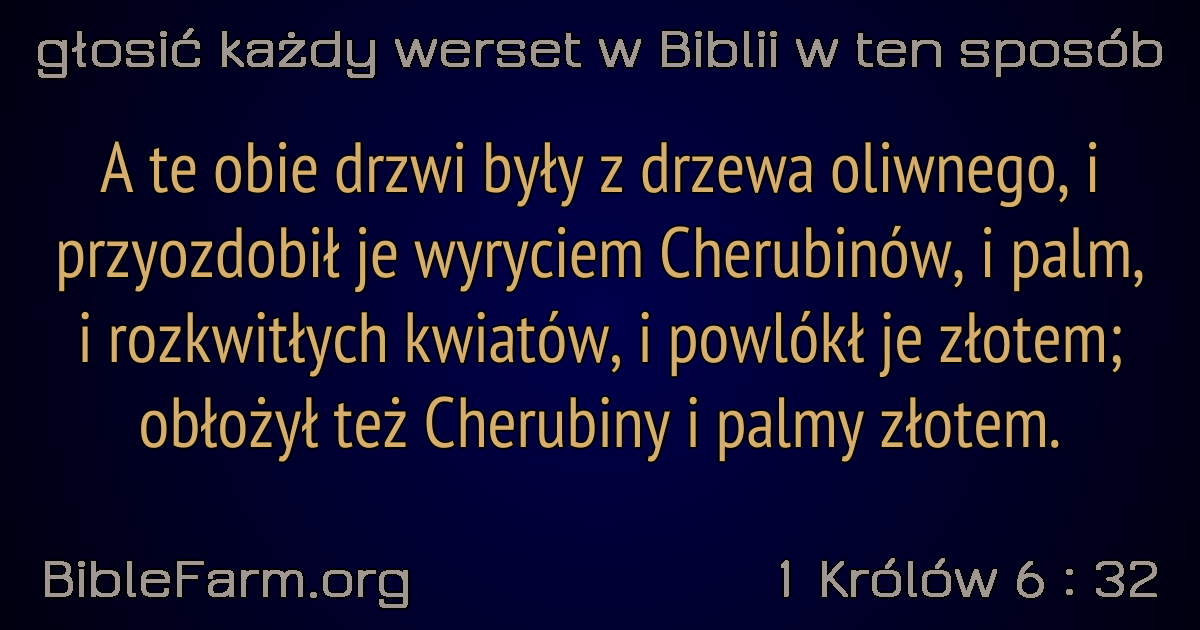 głosić każdy werset w Biblii w ten sposób
A te obie drzwi były z drzewa oliwnego, i
przyozdobił je wyryciem Cherubinów, i palm,
i rozkwitłych kwiatów, i powlókł je złotem;
obłożył też Cherubiny i palmy złotem.
BibleFarm.org
1 Królów 6 : 32